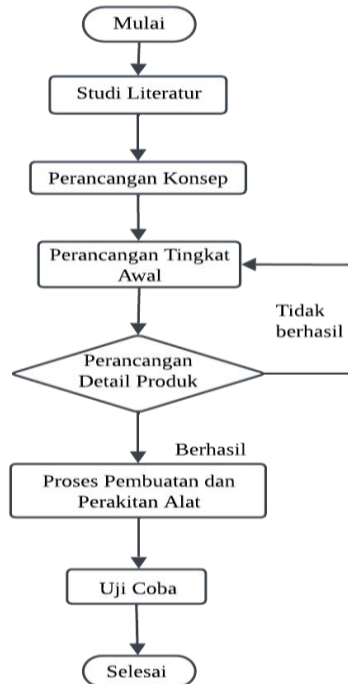 Mulai
Studi Literatur
Perancangan Konsep
Perancangan Tingkat
Awal
Tidak
berhasil
Perancangan
Detail Produk
Berhasil
Proses Pembuatan dan
Perakitan Alat
Uji Coba
Selesai